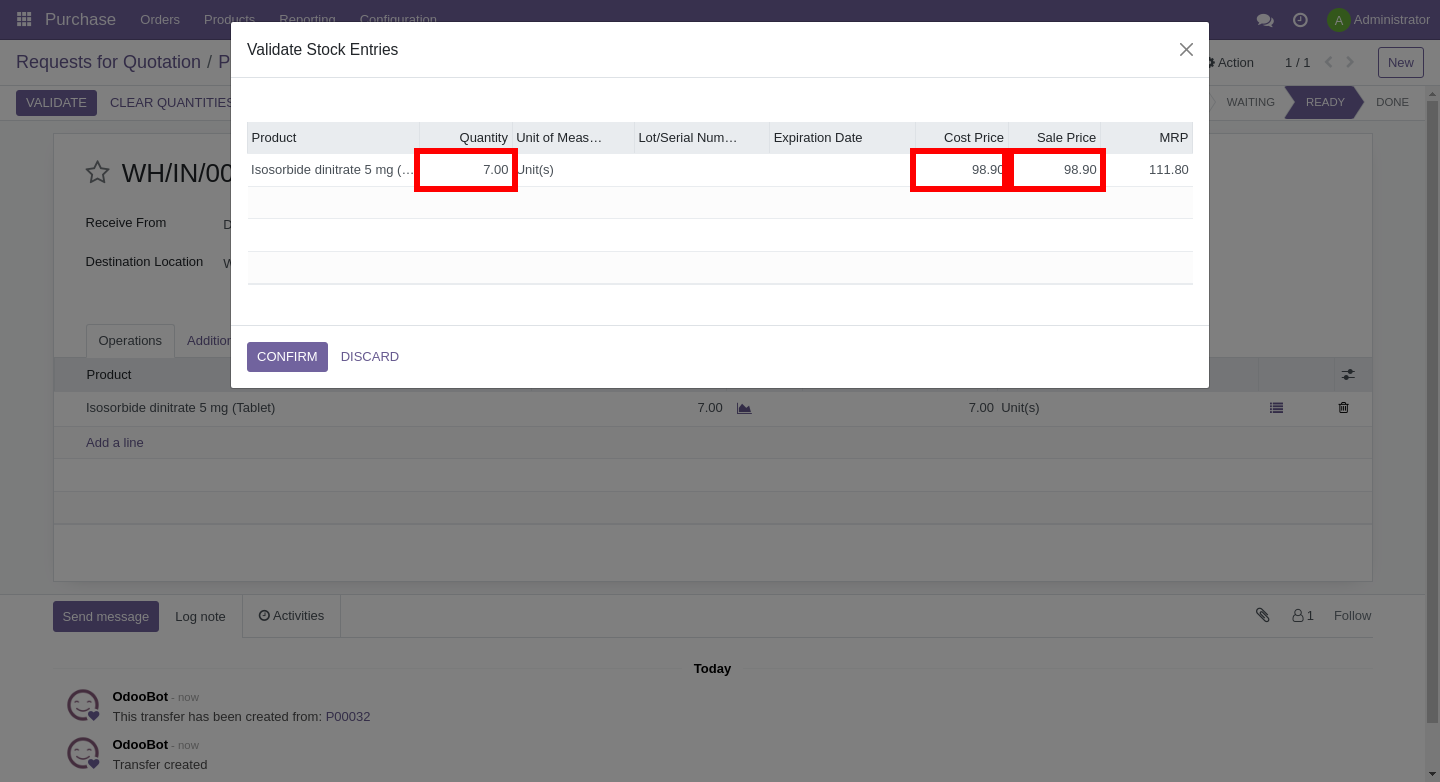 Purchase Orders Products Reporting Configuration Administrator
A
Validate Stock Entries
Requests for Quotation / P
Action 1 / 1 New
VALIDATE CLEAR QUANTITIES WAITING READY DONE
Product Quantity Unit of Meas… Lot/Serial Num… Expiration Date Cost Price Sale Price MRP
Isosorbide dinitrate 5 mg (… 7.00 Unit(s) 98.90 98.90 111.80
WH/IN/00
Receive From D
Destination Location W
Operations Addition
CONFIRM DISCARD
Product
Isosorbide dinitrate 5 mg (Tablet) 7.00 7.00 Unit(s)
Add a line
Send message Log note Activities 1 Follow
Today
OdooBot - now
This transfer has been created from: P00032
OdooBot - now
Transfer created